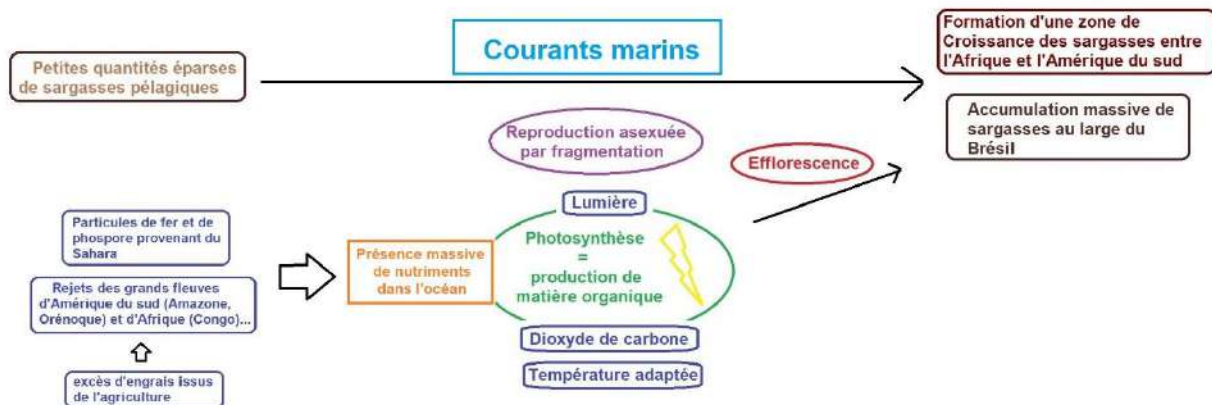 Petites quantités éparses
de sargasses pélagiques
Courants marins
Formation d'une zone de
Croissance des sargasses entre
l'Afrique et l'Amérique du sud
Accumulation massive de
sargasses au large du
Brésil
Reproduction asexuée
par fragmentation
Efflorescence
Lumière
Particules de fer et de
phospore provenant du
Sahara
Rejets des grands fleuves
d'Amérique du sud (Amazone,
Orénoque) et d'Afrique (Congo)...
excès d'engrais issus
de l'agriculture
Présence massive
de nutriments
dans l'océan
Photosynthèse
=
production de
matière organique
Dioxyde de carbone
Température adaptée